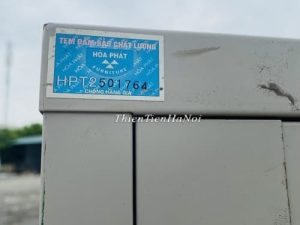 TEM ĐẢM BẢO CHẤT LƯỢNG
HÒA PHÁT
FURNITURE
HPT2501764
CHỐNG HÀNG GIẢ
ThienTienHaNoi